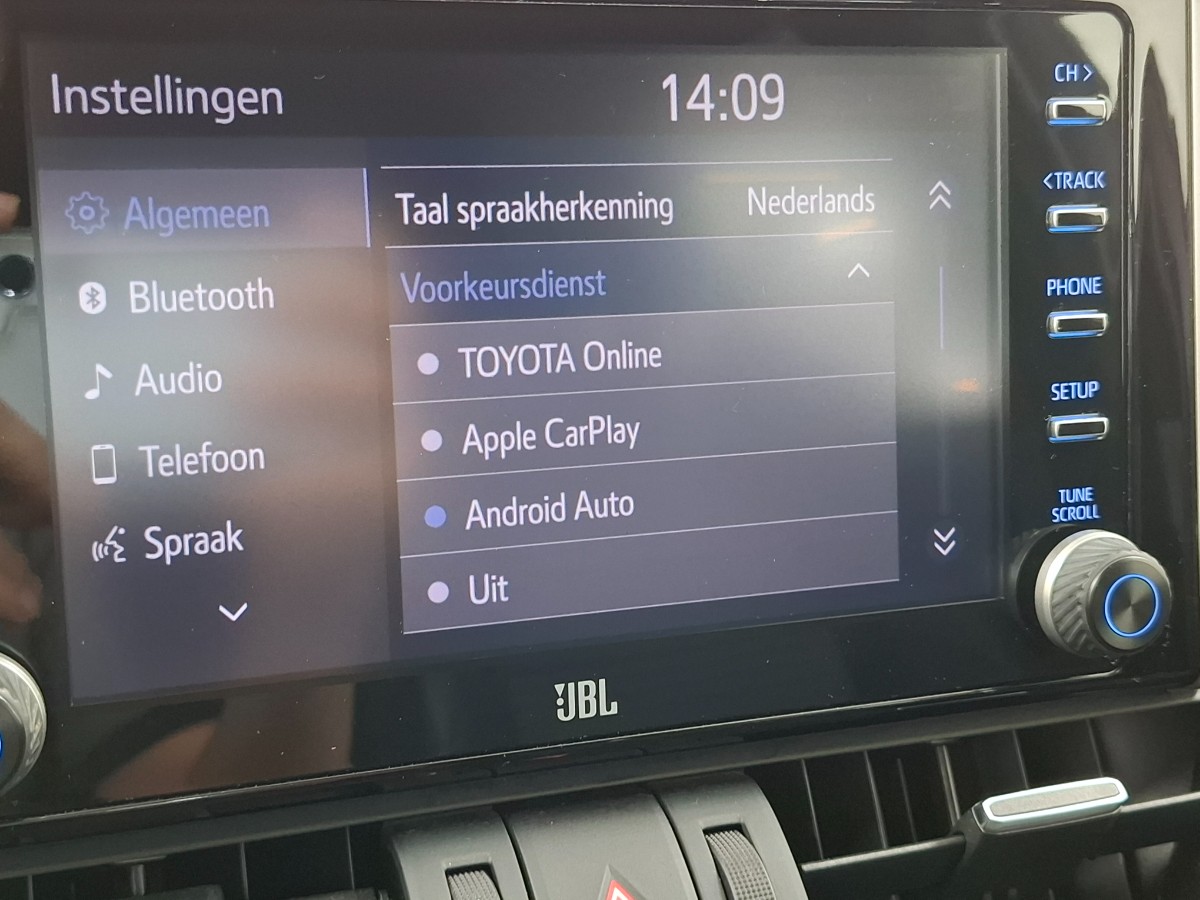 Instellingen
14:09
Algemeen
Bluetooth
Audio
Telefoon
Spraak
Taal spraakherkenning Nederlands
Voorkeursdienst
TOYOTA Online
Apple CarPlay
Android Auto
Uit
CH >
< TRACK
PHONE
SETUP
TUNE
SCROLL
JBL